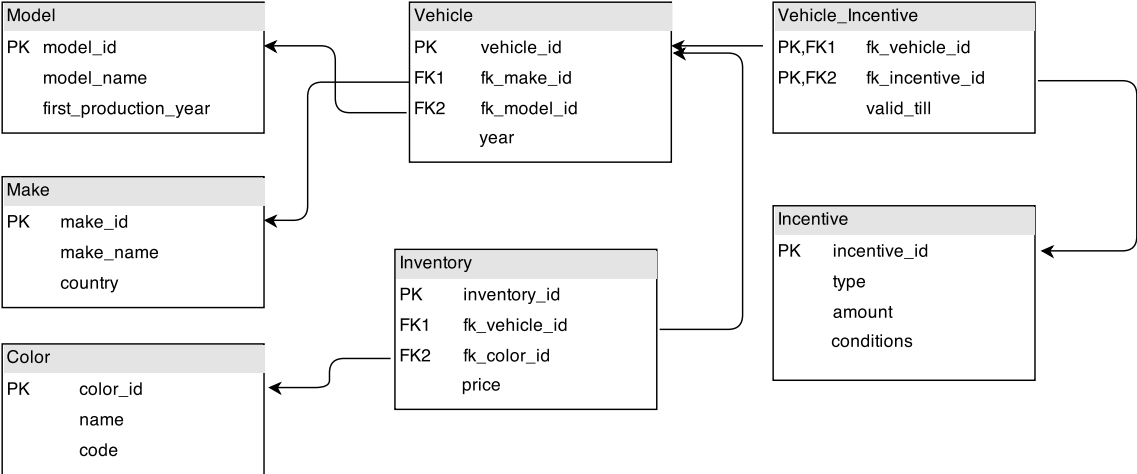 Model
PK model_id
model_name
first_production_year
Vehicle
PK vehicle_id
FK1 fk_make_id
FK2 fk_model_id
year
Vehicle_Incentive
PK,FK1 fk_vehicle_id
PK,FK2 fk_incentive_id
valid_till
Make
PK make_id
make_name
country
Incentive
PK incentive_id
type
amount
conditions
Inventory
PK inventory_id
FK1 fk_vehicle_id
FK2 fk_color_id
price
Color
PK color_id
name
code